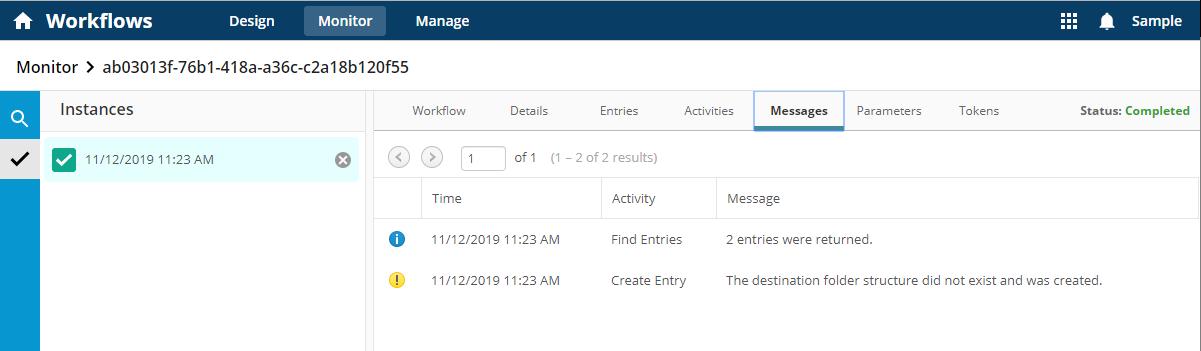 Workflows Design Monitor Manage Sample
Monitor > ab03013f-76b1-418a-a36c-c2a18b120f55
Instances
11/12/2019 11:23 AM
Workflow Details Entries Activities Messages Parameters Tokens Status: Completed
1 of 1 (1 – 2 of 2 results)
Time Activity Message
11/12/2019 11:23 AM Find Entries 2 entries were returned.
11/12/2019 11:23 AM Create Entry The destination folder structure did not exist and was created.